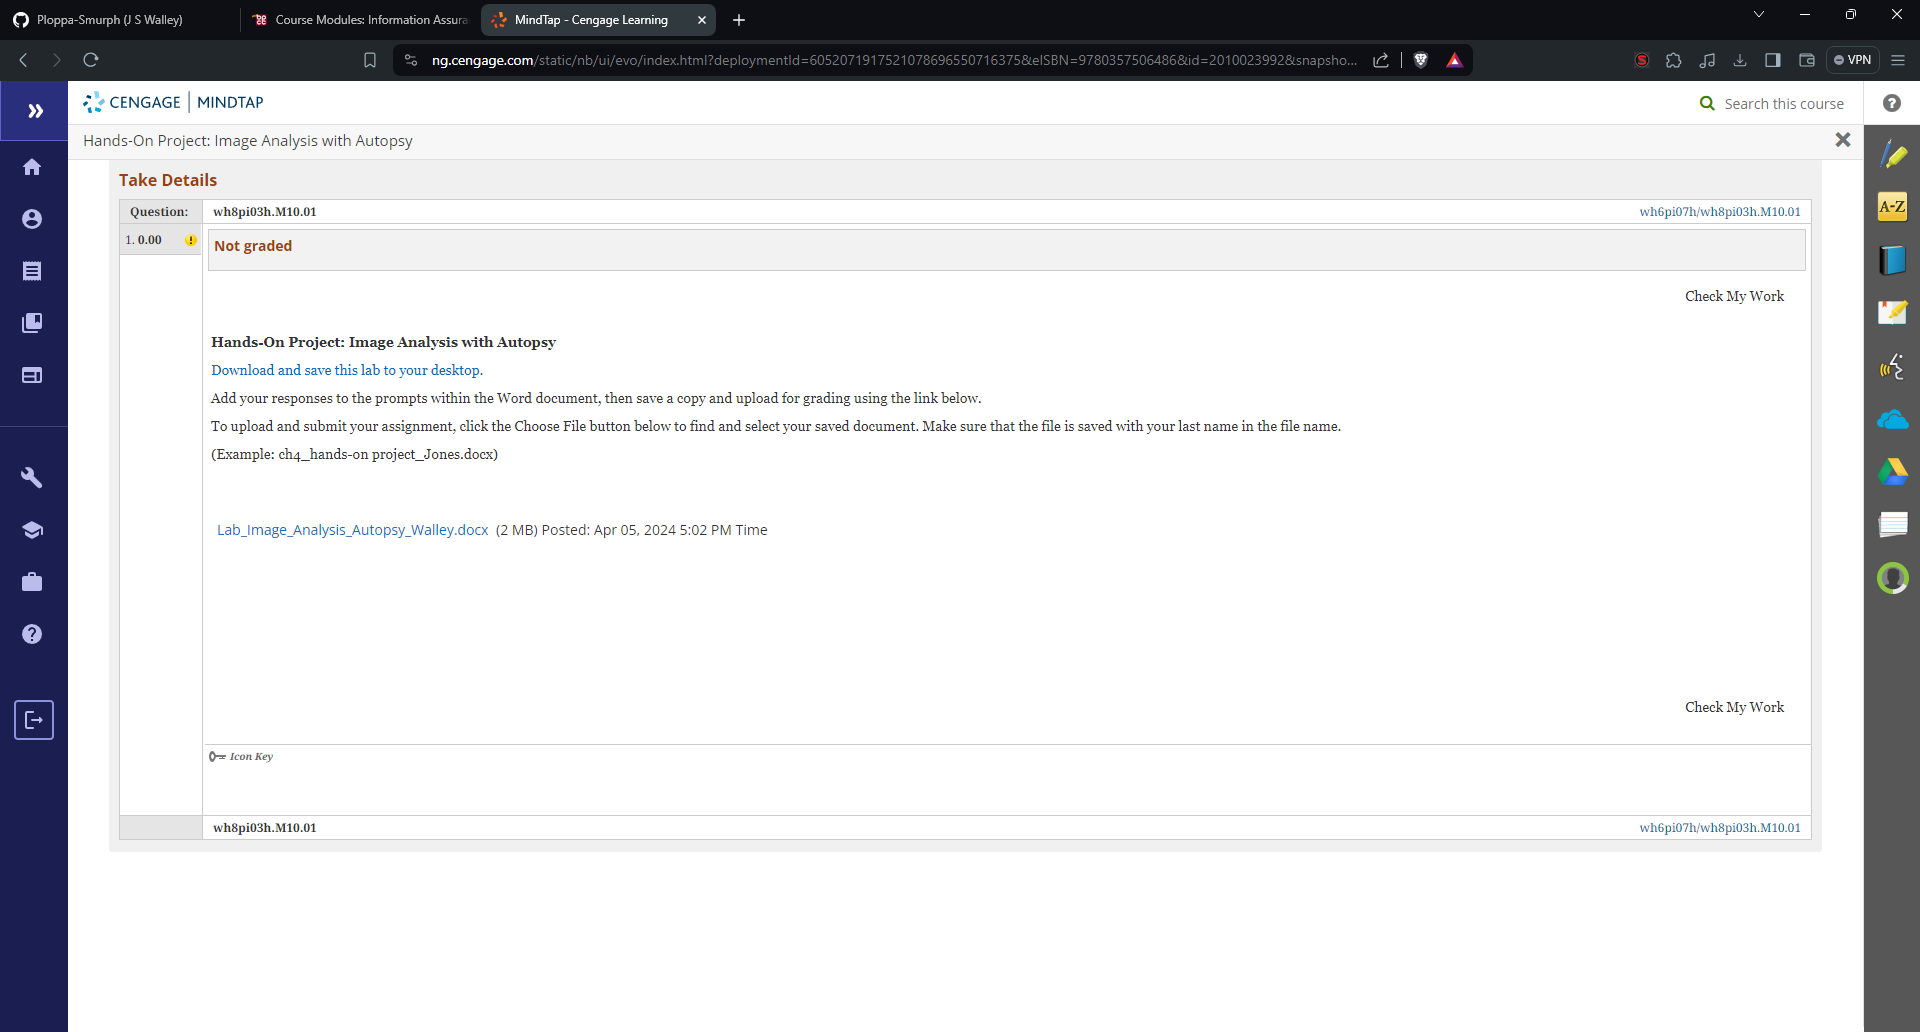 Ploppa-Smurph (J S Walley)
Course Modules: Information Assura
MindTap - Cengage Learning
ng.cengage.com/static/nb/ui/evo/index.html?deploymentId=6052071917521078696550716375&eISBN=9780357506486&id=2010023992&snapsho...
VPN
CENGAGE | MINDTAP
Search this course
Hands-On Project: Image Analysis with Autopsy
Take Details
Question:
wh8pi03h.M10.01
wh6pi07h/wh8pi03h.M10.01
1. 0.00
Not graded
Check My Work
Hands-On Project: Image Analysis with Autopsy
Download and save this lab to your desktop.
Add your responses to the prompts within the Word document, then save a copy and upload for grading using the link below.
To upload and submit your assignment, click the Choose File button below to find and select your saved document. Make sure that the file is saved with your last name in the file name.
(Example: ch4_hands-on project_Jones.docx)
Lab_Image_Analysis_Autopsy_Walley.docx (2 MB) Posted: Apr 05, 2024 5:02 PM Time
Check My Work
Icon Key
wh8pi03h.M10.01
wh6pi07h/wh8pi03h.M10.01
A-Z